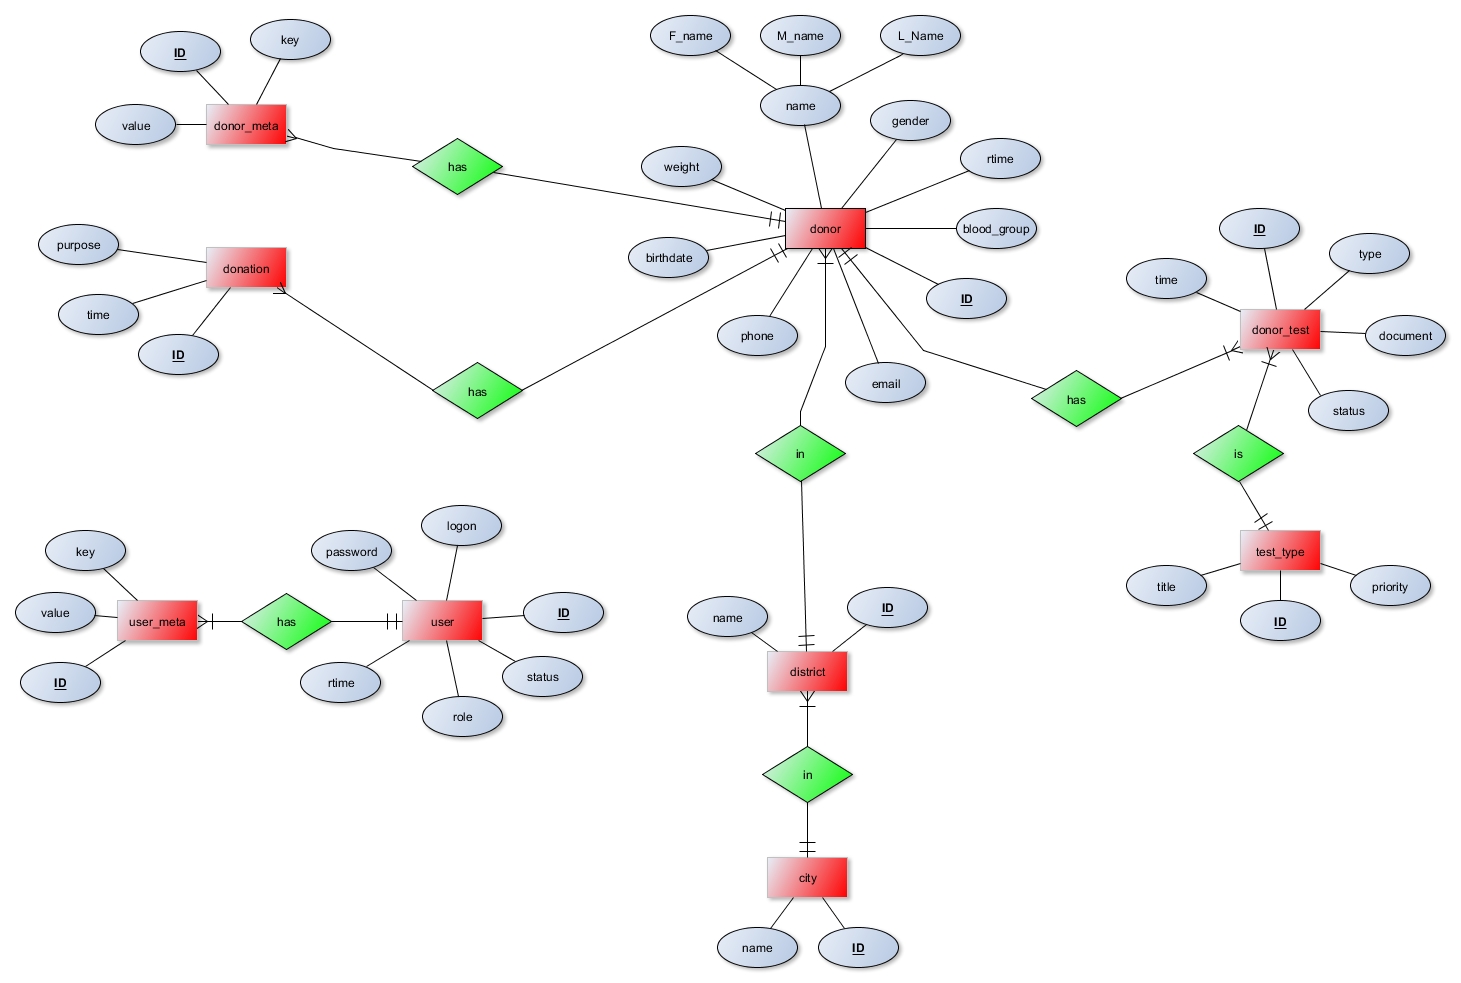 F_name
M_name
L_Name
key
ID
name
gender
value
donor_meta
has
weight
rtime
donor
blood_group
ID
purpose
donation
birthdate
ID
type
time
time
ID
phone
email
donor_test
document
status
has
has
in
is
logon
password
key
value
user_meta
has
user
ID
ID
rtime
status
role
name
ID
district
test_type
title
priority
ID
in
city
name
ID